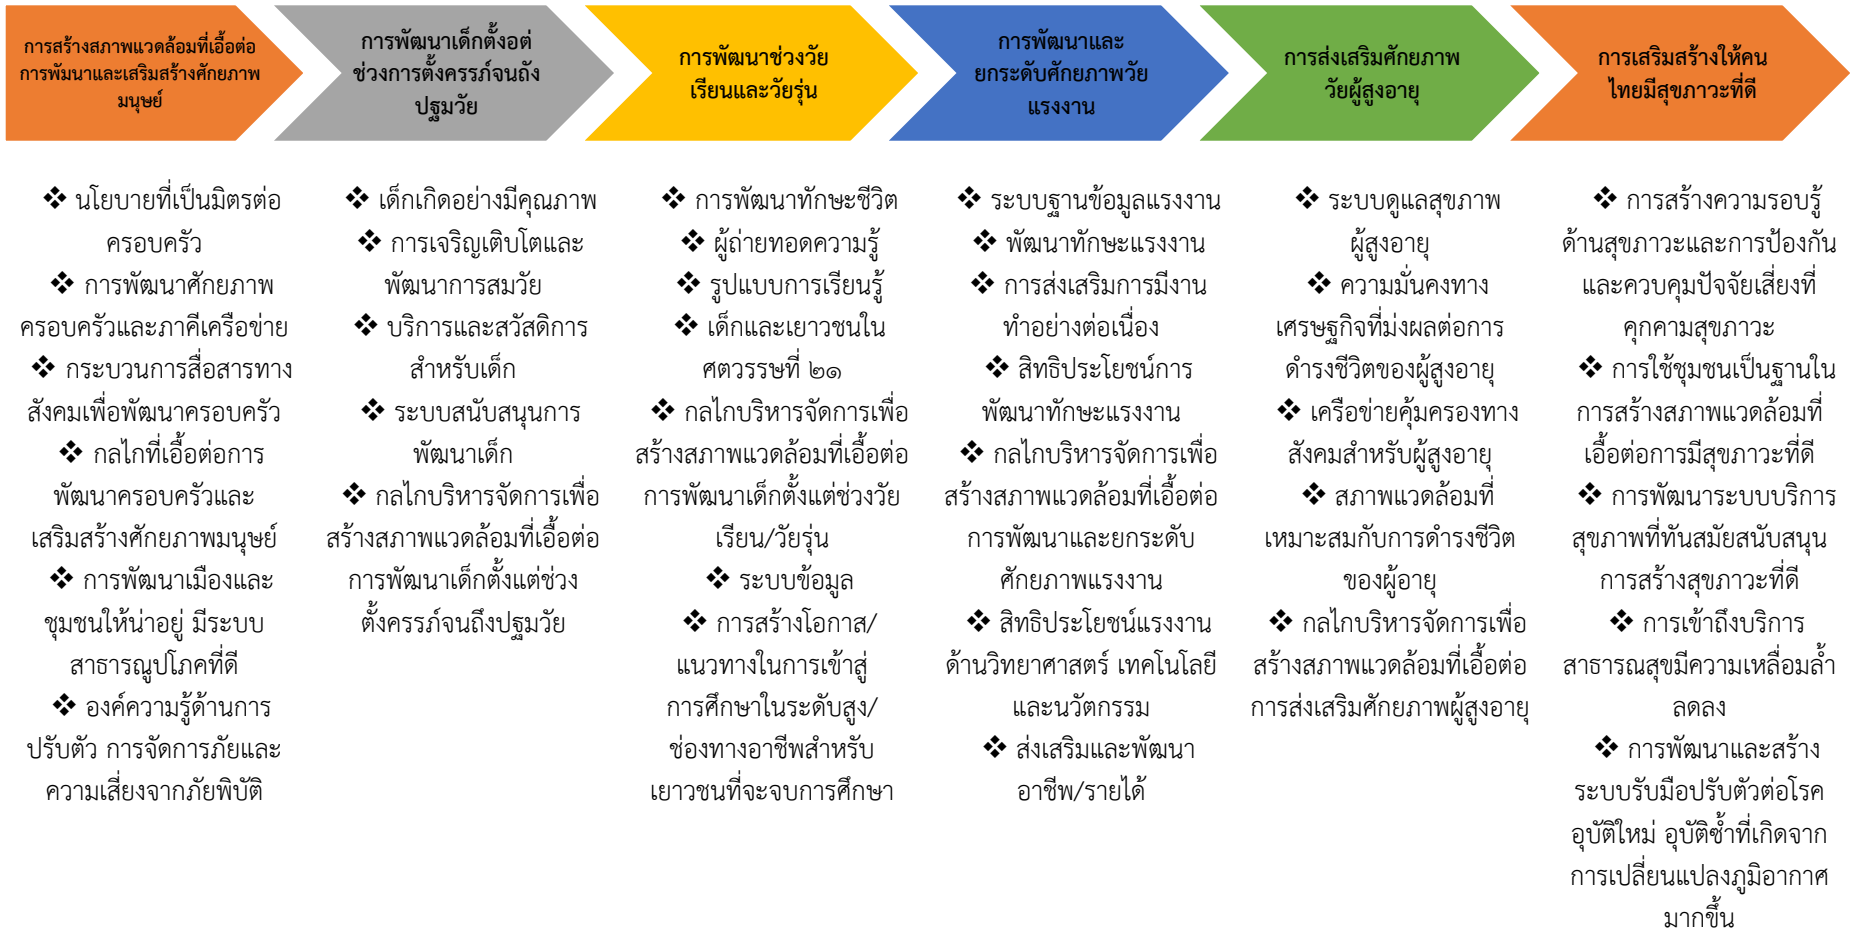 การสร้างสภาพแวดล้อมที่เอื้อต่อ
การพัมนาและเสริมสร้างศักยภาพ
มนุษย์
การพัฒนาเด็กตั้งอต่
ช่วงการตั้งครรภ์จนถัง
ปฐมวัย
การพัฒนาช่วงวัย
เรียนและวัยรุ่น
การพัฒนาและ
ยกระดับศักยภาพวัย
แรงงาน
การส่งเสริมศักยภาพ
วัยผู้สูงอายุ
การเสริมสร้างให้คน
ไทยมีสุขภาวะที่ดี
❖ นโยบายที่เป็นมิตรต่อ
ครอบครัว
❖ การพัฒนาศักยภาพ
ครอบครัวและภาคีเครือข่าย
❖ กระบวนการสื่อสารทาง
สังคมเพื่อพัฒนาครอบครัว
❖ กลไกที่เอื้อต่อการ
พัฒนาครอบครัวและ
เสริมสร้างศักยภาพมนุษย์
❖ การพัฒนาเมืองและ
ชุมชนให้น่าอยู่ มีระบบ
สาธารณูปโภคที่ดี
❖ องค์ความรู้ด้านการ
ปรับตัว การจัดการภัยและ
ความเสี่ยงจากภัยพิบัติ
❖ เด็กเกิดอย่างมีคุณภาพ
❖ การเจริญเติบโตและ
พัฒนาการสมวัย
❖ บริการและสวัสดิการ
สำหรับเด็ก
❖ ระบบสนับสนุนการ
พัฒนาเด็ก
❖ กลไกบริหารจัดการเพื่อ
สร้างสภาพแวดล้อมที่เอื้อต่อ
การพัฒนาเด็กตั้งแต่ช่วง
ตั้งครรภ์จนถึงปฐมวัย
❖ การพัฒนาทักษะชีวิต
❖ ผู้ถ่ายทอดความรู้
❖ รูปแบบการเรียนรู้
❖ เด็กและเยาวชนใน
ศตวรรษที่ ๒๑
❖ กลไกบริหารจัดการเพื่อ
สร้างสภาพแวดล้อมที่เอื้อต่อ
การพัฒนาเด็กตั้งแต่ช่วงวัย
เรียน/วัยรุ่น
❖ ระบบข้อมูล
❖ การสร้างโอกาส/
แนวทางในการเข้าสู่
การศึกษาในระดับสูง/
ช่องทางอาชีพสำหรับ
เยาวชนที่จะจบการศึกษา
❖ ระบบฐานข้อมูลแรงงาน
❖ พัฒนาทักษะแรงงาน
❖ การส่งเสริมการมีงาน
ทำอย่างต่อเนื่อง
❖ สิทธิประโยชน์การ
พัฒนาทักษะแรงงาน
❖ กลไกบริหารจัดการเพื่อ
สร้างสภาพแวดล้อมที่เอื้อต่อ
การพัฒนาและยกระดับ
ศักยภาพแรงงาน
❖ สิทธิประโยชน์แรงงาน
ด้านวิทยาศาสตร์ เทคโนโลยี
และนวัตกรรม
❖ ส่งเสริมและพัฒนา
อาชีพ/รายได้
❖ ระบบดูแลสุขภาพ
ผู้สูงอายุ
❖ ความมั่นคงทาง
เศรษฐกิจที่ม่งผลต่อการ
ดำรงชีวิตของผู้สูงอายุ
❖ เครือข่ายคุ้มครองทาง
สังคมสำหรับผู้สูงอายุ
❖ สภาพแวดล้อมที่
เหมาะสมกับการดำรงชีวิต
ของผู้อายุ
❖ กลไกบริหารจัดการเพื่อ
สร้างสภาพแวดล้อมที่เอื้อต่อ
การส่งเสริมศักยภาพผู้สูงอายุ
❖ การสร้างความรอบรู้
ด้านสุขภาวะและการป้องกัน
และควบคุมปัจจัยเสี่ยงที่
คุกคามสุขภาวะ
❖ การใช้ชุมชนเป็นฐานใน
การสร้างสภาพแวดล้อมที่
เอื้อต่อการมีสุขภาวะที่ดี
❖ การพัฒนาระบบบริการ
สุขภาพที่ทันสมัยสนับสนุน
การสร้างสุขภาวะที่ดี
❖ การเข้าถึงบริการ
สาธารณสุขมีความเหลื่อมล้ำ
ลดลง
❖ การพัฒนาและสร้าง
ระบบรับมือปรับตัวต่อโรค
อุบัติใหม่ อุบัติซ้ำที่เกิดจาก
การเปลี่ยนแปลงภูมิอากาศ
มากขึ้น